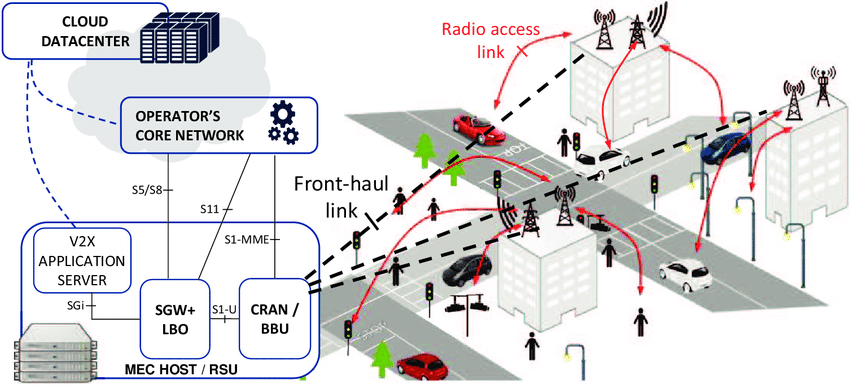 CLOUD
DATACENTER
OPERATOR'S
CORE NETWORK
Radio access
link
Front-haul
link
S5/S8
S11
S1-MME
V2X
APPLICATION
SERVER
SGi
SGW+
LBO
S1-U
CRAN /
BBU
MEC HOST / RSU